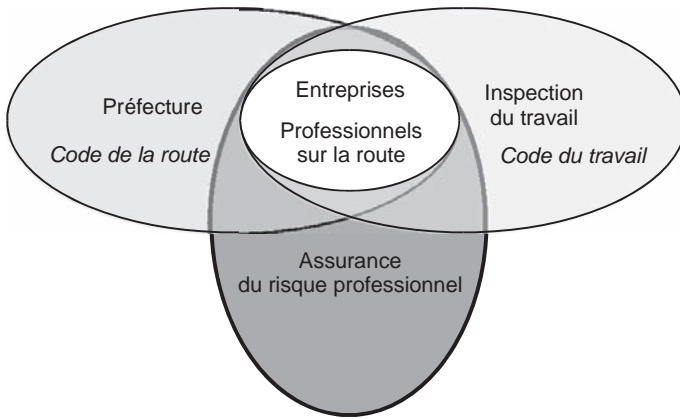 Préfecture
Code de la route
Entreprises
Professionnels
sur la route
Inspection
du travail
Code du travail
Assurance
du risque professionnel